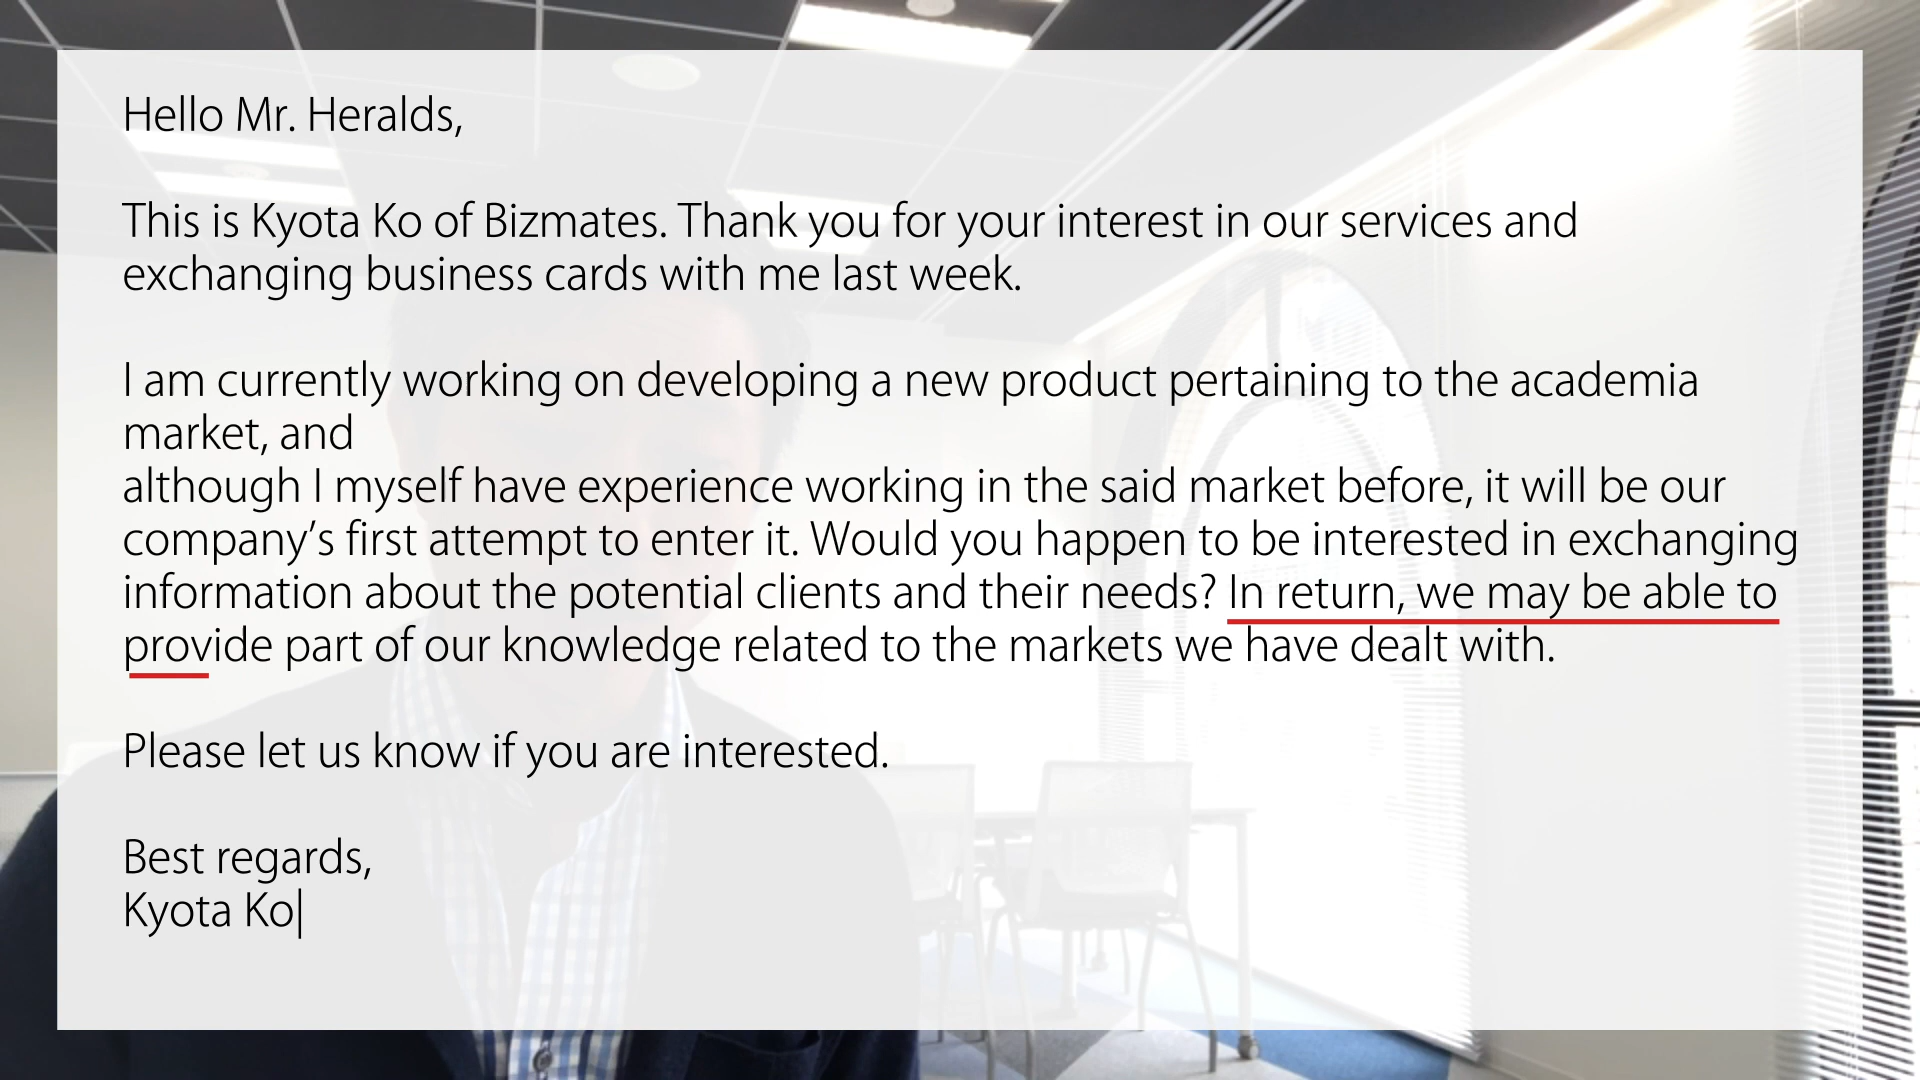 Hello Mr. Heralds,
This is Kyota Ko of Bizmates. Thank you for your interest in our services and
exchanging business cards with me last week.
I am currently working on developing a new product pertaining to the academia
market, and
although I myself have experience working in the said market before, it will be our
company’s first attempt to enter it. Would you happen to be interested in exchanging
information about the potential clients and their needs? In return, we may be able to
provide part of our knowledge related to the markets we have dealt with.
Please let us know if you are interested.
Best regards,
Kyota Ko